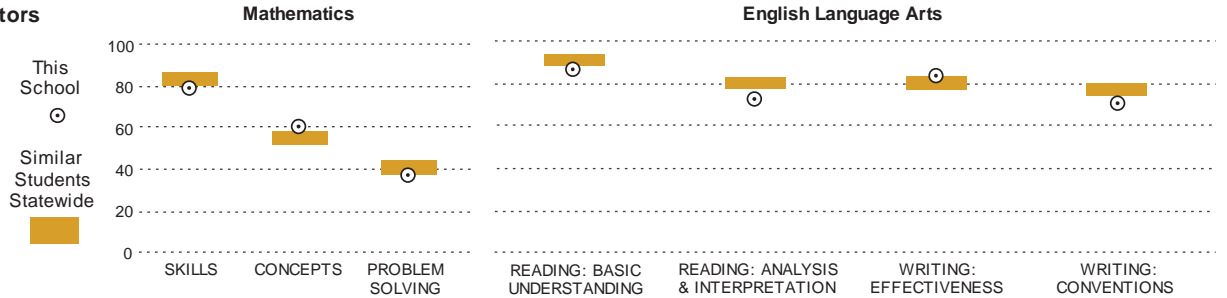 tors
Mathematics
English Language Arts
This
School
Similar
Students
Statewide
100
80
60
40
20
0
SKILLS
CONCEPTS
PROBLEM
SOLVING
READING: BASIC
UNDERSTANDING
READING: ANALYSIS
& INTERPRETATION
WRITING:
EFFECTIVENESS
WRITING:
CONVENTIONS